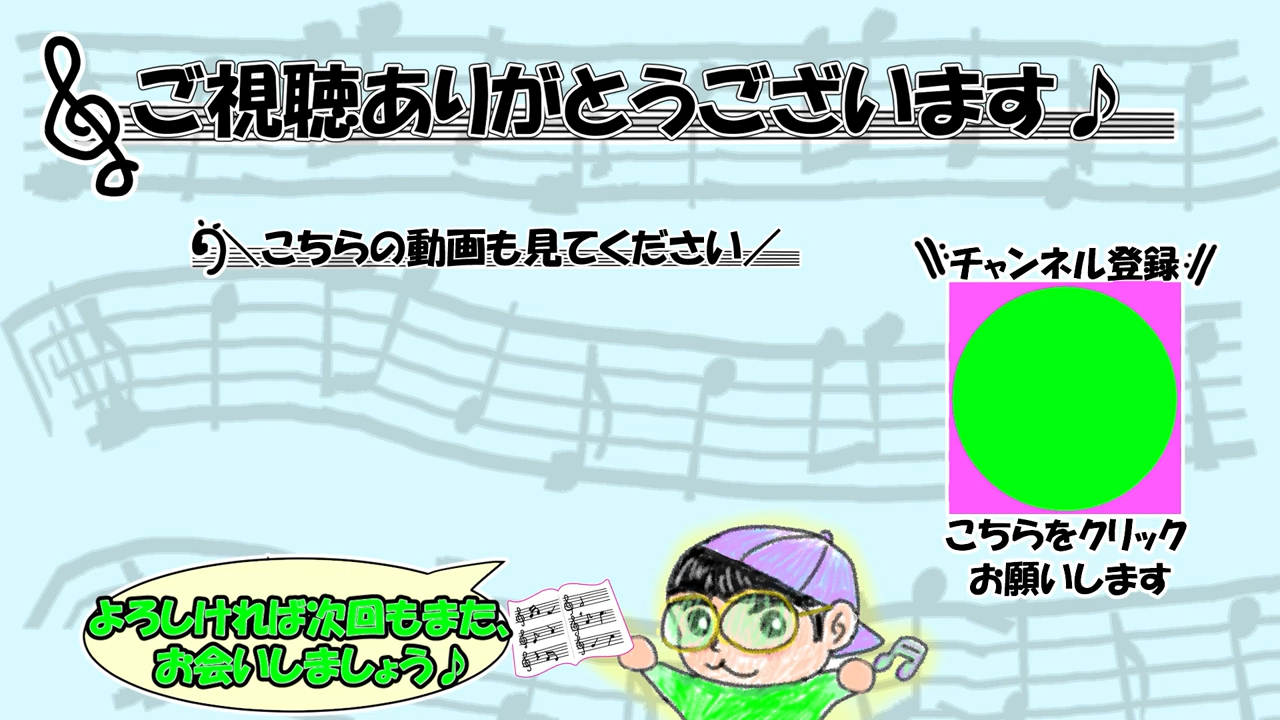 ご視聴ありがとうございます♪
＼こちらの動画も見てください／
チャンネル登録
こちらをクリック
お願いします
よろしければ次回もまた、
お会いしましょう♪